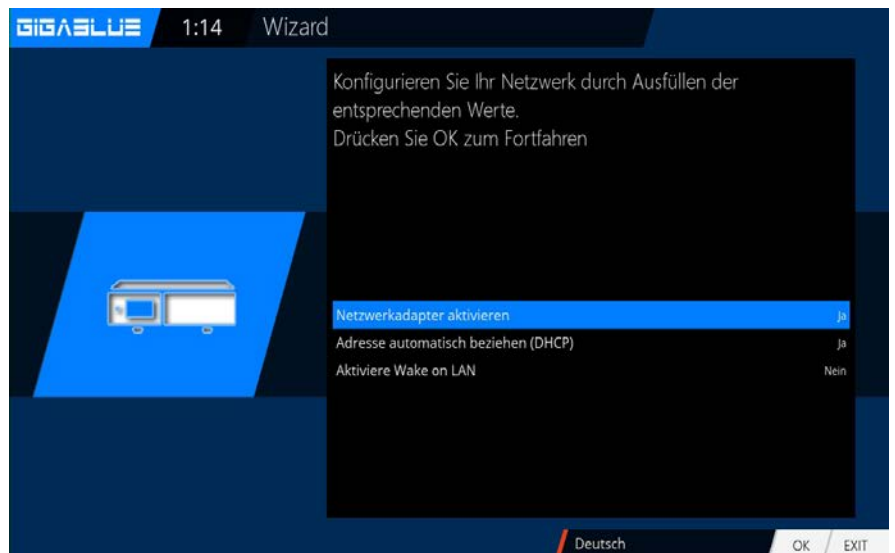 GIGABLUE 1:14 Wizard
Konfigurieren Sie Ihr Netzwerk durch Ausfüllen der
entsprechenden Werte.
Drücken Sie OK zum Fortfahren
Netzwerkadapter aktivieren Ja
Adresse automatisch beziehen (DHCP) Ja
Aktiviere Wake on LAN Nein
Deutsch OK EXIT